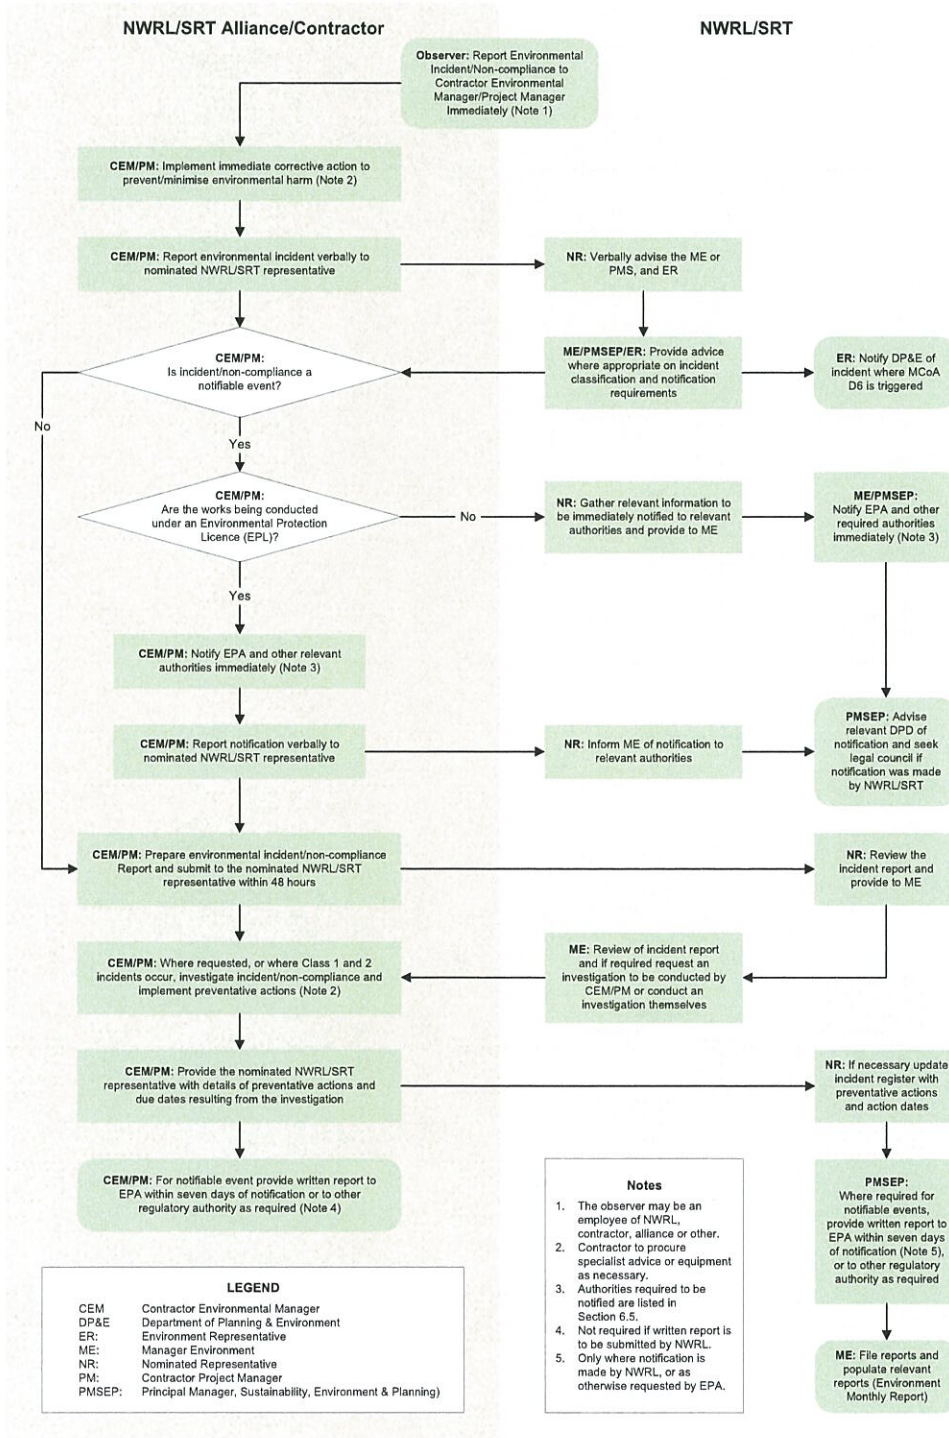 NWRL/SRT Alliance/Contractor
NWRL/SRT
Observer: Report Environmental
Incident/Non-compliance to
Contractor Environmental
Manager/Project Manager
Immediately (Note 1)
CEM/PM: Implement immediate corrective action to
prevent/minimise environmental harm (Note 2)
CEM/PM: Report environmental incident verbally to
nominated NWRL/SRT representative
NR: Verbally advise the ME or
PMS, and ER
CEM/PM:
Is incident/non-compliance a
notifiable event?
ME/PMSEP/ER: Provide advice
where appropriate on incident
classification and notification
requirements
ER: Notify DP&E of
incident where MCoA
D6 is triggered
No
Yes
CEM/PM:
Are the works being conducted
under an Environmental Protection
Licence (EPL)?
No
NR: Gather relevant information to
be immediately notified to relevant
authorities and provide to ME
ME/PMSEP:
Notify EPA and other
required authorities
immediately (Note 3)
Yes
CEM/PM: Notify EPA and other relevant
authorities immediately (Note 3)
CEM/PM: Report notification verbally to
nominated NWRL/SRT representative
NR: Inform ME of notification to
relevant authorities
PMSEP: Advise
relevant DPD of
notification and seek
legal council if
notification was made
by NWRL/SRT
CEM/PM: Prepare environmental incident/non-compliance
Report and submit to the nominated NWRL/SRT
representative within 48 hours
NR: Review the
incident report and
provide to ME
CEM/PM: Where requested, or where Class 1 and 2
incidents occur, investigate incident/non-compliance and
implement preventative actions (Note 2)
ME: Review of incident report
and if required request an
investigation to be conducted by
CEM/PM or conduct an
investigation themselves
CEM/PM: Provide the nominated NWRL/SRT
representative with details of preventative actions and
due dates resulting from the investigation
NR: If necessary update
incident register with
preventative actions
and action dates
CEM/PM: For notifiable event provide written report to
EPA within seven days of notification or to other
regulatory authority as required (Note 4)
PMSEP:
Where required for
notifiable events,
provide written report to
EPA within seven days
of notification (Note 5),
or to other regulatory
authority as required
ME: File reports and
populate relevant
reports (Environment
Monthly Report)
Notes
1. The observer may be an
employee of NWRL,
contractor, alliance or other.
2. Contractor to procure
specialist advice or equipment
as necessary.
3. Authorities required to be
notified are listed in
Section 6.5.
4. Not required if written report is
to be submitted by NWRL.
5. Only where notification is
made by NWRL, or as
otherwise requested by EPA.
LEGEND
CEM Contractor Environmental Manager
DP&E Department of Planning & Environment
ER: Environment Representative
ME: Manager Environment
NR: Nominated Representative
PM: Contractor Project Manager
PMSEP: Principal Manager, Sustainability, Environment & Planning)